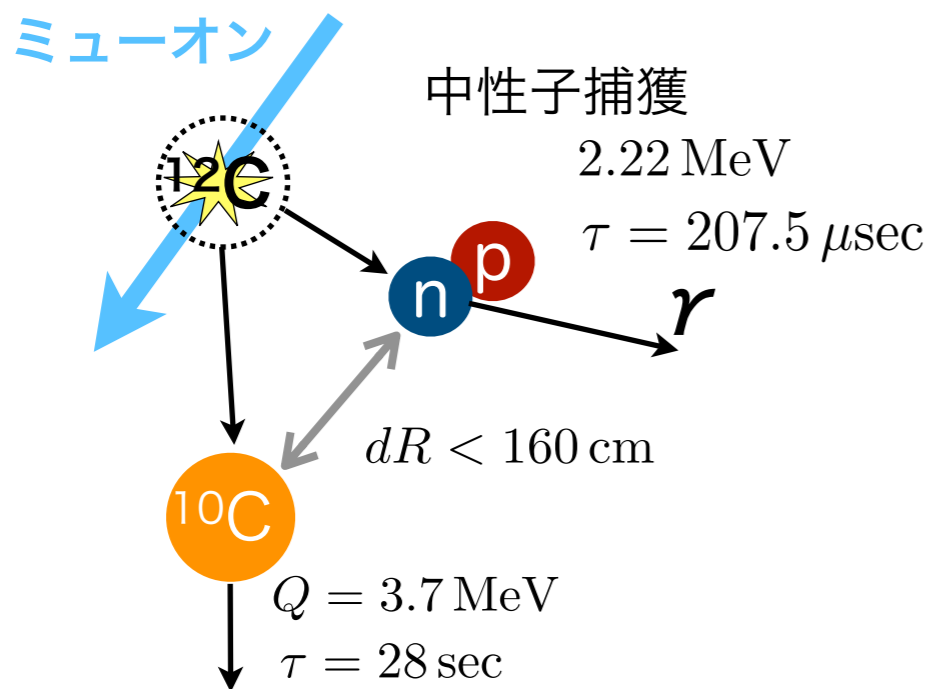 ミューオン
中性子捕獲
2.22 MeV
τ = 207.5 μsec
¹²C
p
n
γ
dR < 160 cm
¹⁰C
Q = 3.7 MeV
τ = 28 sec